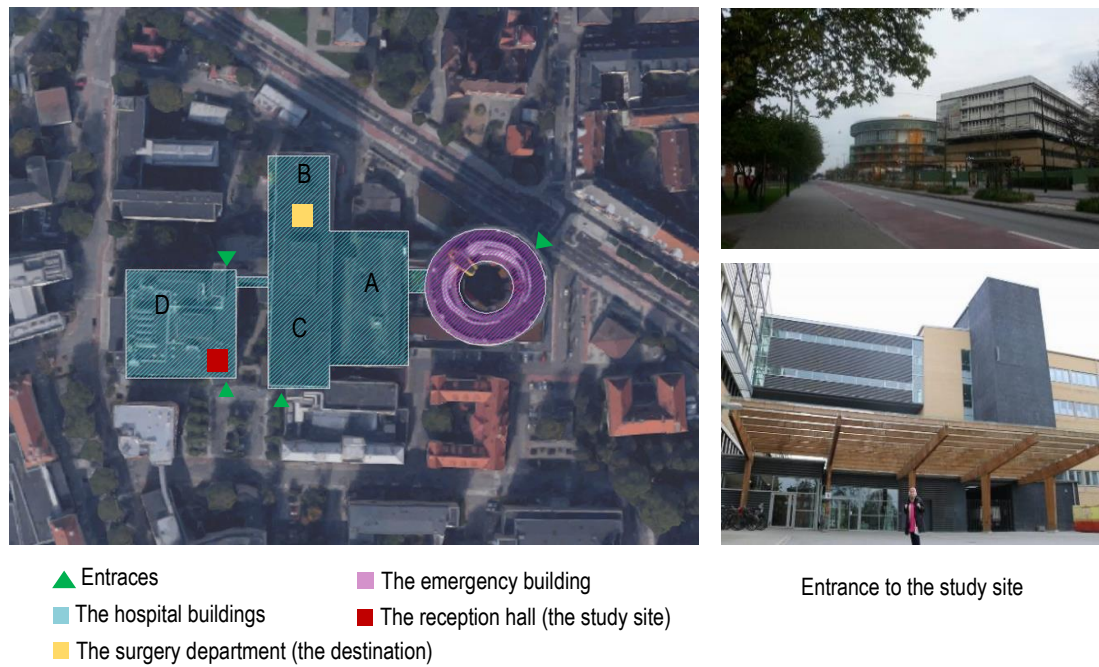 B
A
D
C
Entraces
The emergency building
The hospital buildings
The reception hall (the study site)
The surgery department (the destination)
Entrance to the study site